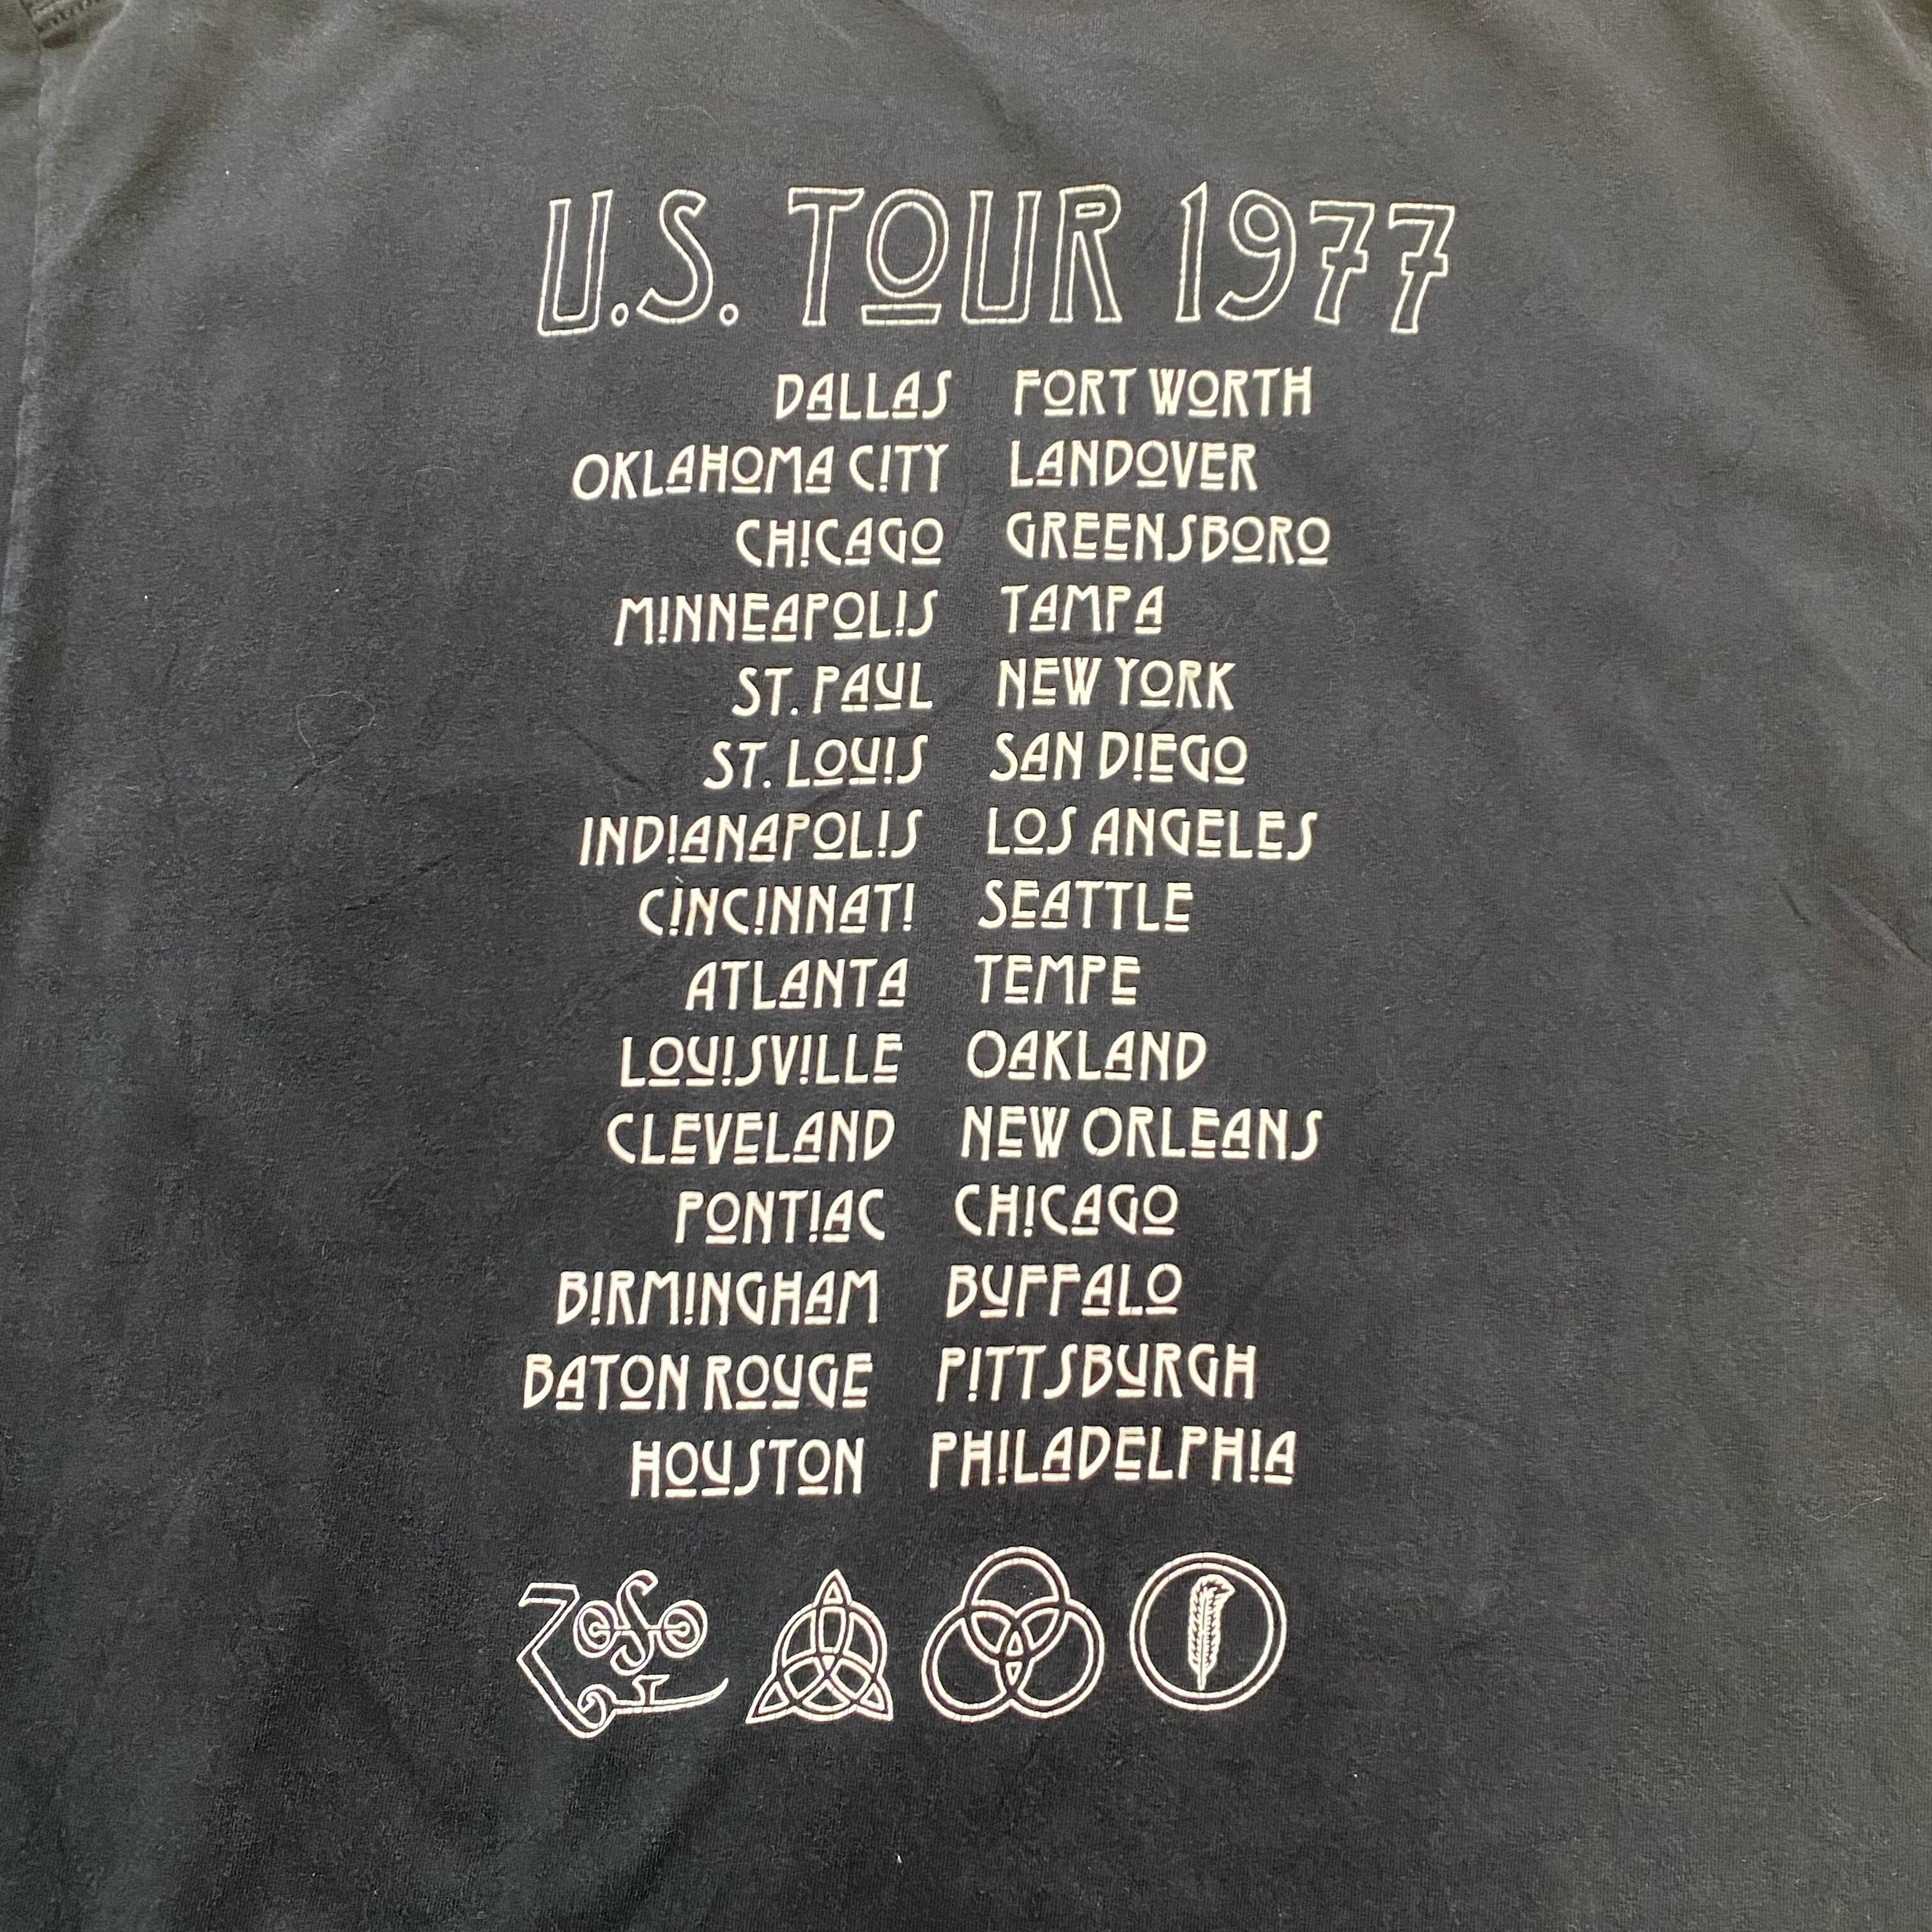 U.S. TOUR 1977
DALLAS FORT WORTH
OKLAHOMA CITY LANDOVER
CHICAGO GREENSBORO
MINNEAPOLIS TAMPA
ST. PAUL NEW YORK
ST. LOUIS SAN DIEGO
INDIANAPOLIS LOS ANGELES
CINCINNATI SEATTLE
ATLANTA TEMPE
LOUISVILLE OAKLAND
CLEVELAND NEW ORLEANS
PONTIAC CHICAGO
BIRMINGHAM BUFFALO
BATON ROUGE PITTSBURGH
HOUSTON PHILADELPHIA
ZOSO